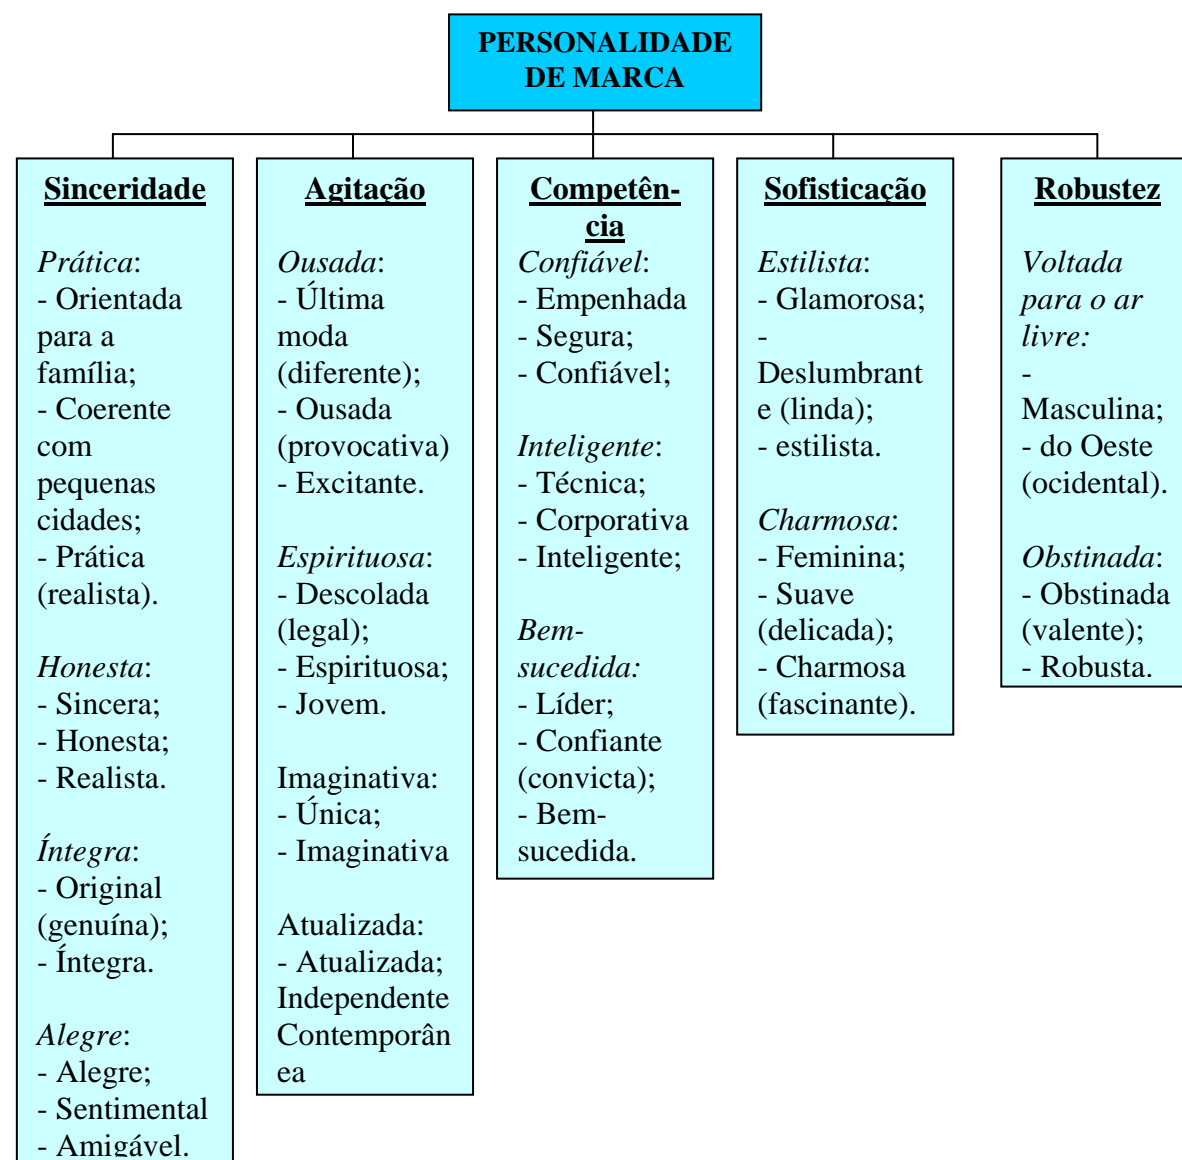 PERSONALIDADE
DE MARCA
Sinceridade
Prática:
- Orientada
para a
família;
- Coerente
com
pequenas
cidades;
- Prática
(realista).
Honesta:
- Sincera;
- Honesta;
- Realista.
Íntegra:
- Original
(genuína);
- Íntegra.
Alegre:
- Alegre;
- Sentimental
- Amigável.
Agitação
Ousada:
- Última
moda
(diferente);
- Ousada
(provocativa)
- Excitante.
Espirituosa:
- Descolada
(legal);
- Espirituosa;
- Jovem.
Imaginativa:
- Única;
- Imaginativa
Atualizada:
- Atualizada;
Independente
Contemporân
ea
Competên-
cia
Confiável:
- Empenhada
- Segura;
- Confiável;
Inteligente:
- Técnica;
- Corporativa
- Inteligente;
Bem-
sucedida:
- Líder;
- Confiante
(convicta);
- Bem-
sucedida.
Sofisticação
Estilista:
- Glamorosa;
-
Deslumbrant
e (linda);
- estilista.
Charmosa:
- Feminina;
- Suave
(delicada);
- Charmosa
(fascinante).
Robustez
Voltada
para o ar
livre:
-
Masculina;
- do Oeste
(ocidental).
Obstinada:
- Obstinada
(valente);
- Robusta.